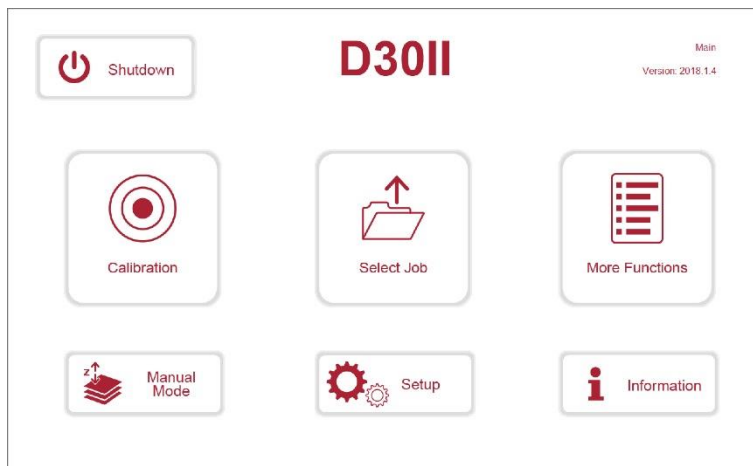 Shutdown
D30II
Main
Version: 2018.1.4
Calibration
Select Job
More Functions
z
Manual
Mode
Setup
Information